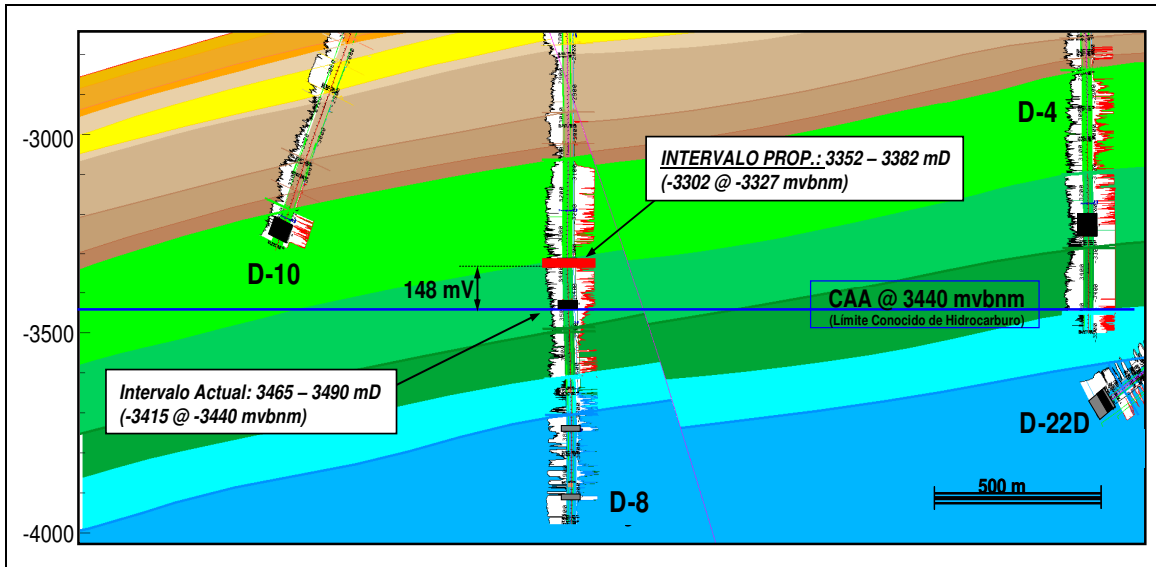 -3000
-3500
-4000
D-10
D-4
INTERVALO PROP.: 3352 – 3382 mD
(-3302 @ -3327 mvbnm)
148 mV
CAA @ 3440 mvbnm
(Límite Conocido de Hidrocarburo)
Intervalo Actual: 3465 – 3490 mD
(-3415 @ -3440 mvbnm)
D-22D
D-8
500 m